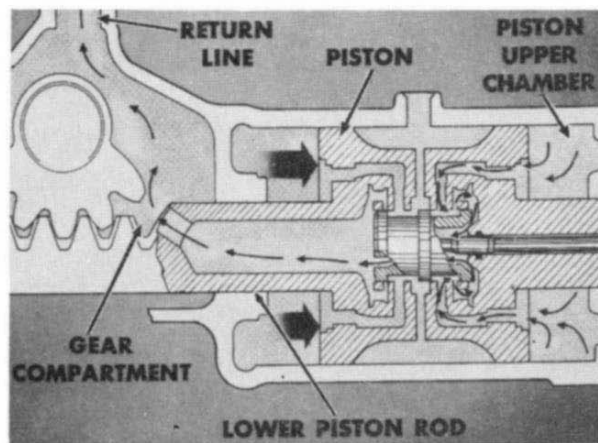 RETURN
LINE
PISTON
PISTON
UPPER
CHAMBER
GEAR
COMPARTMENT
LOWER PISTON ROD